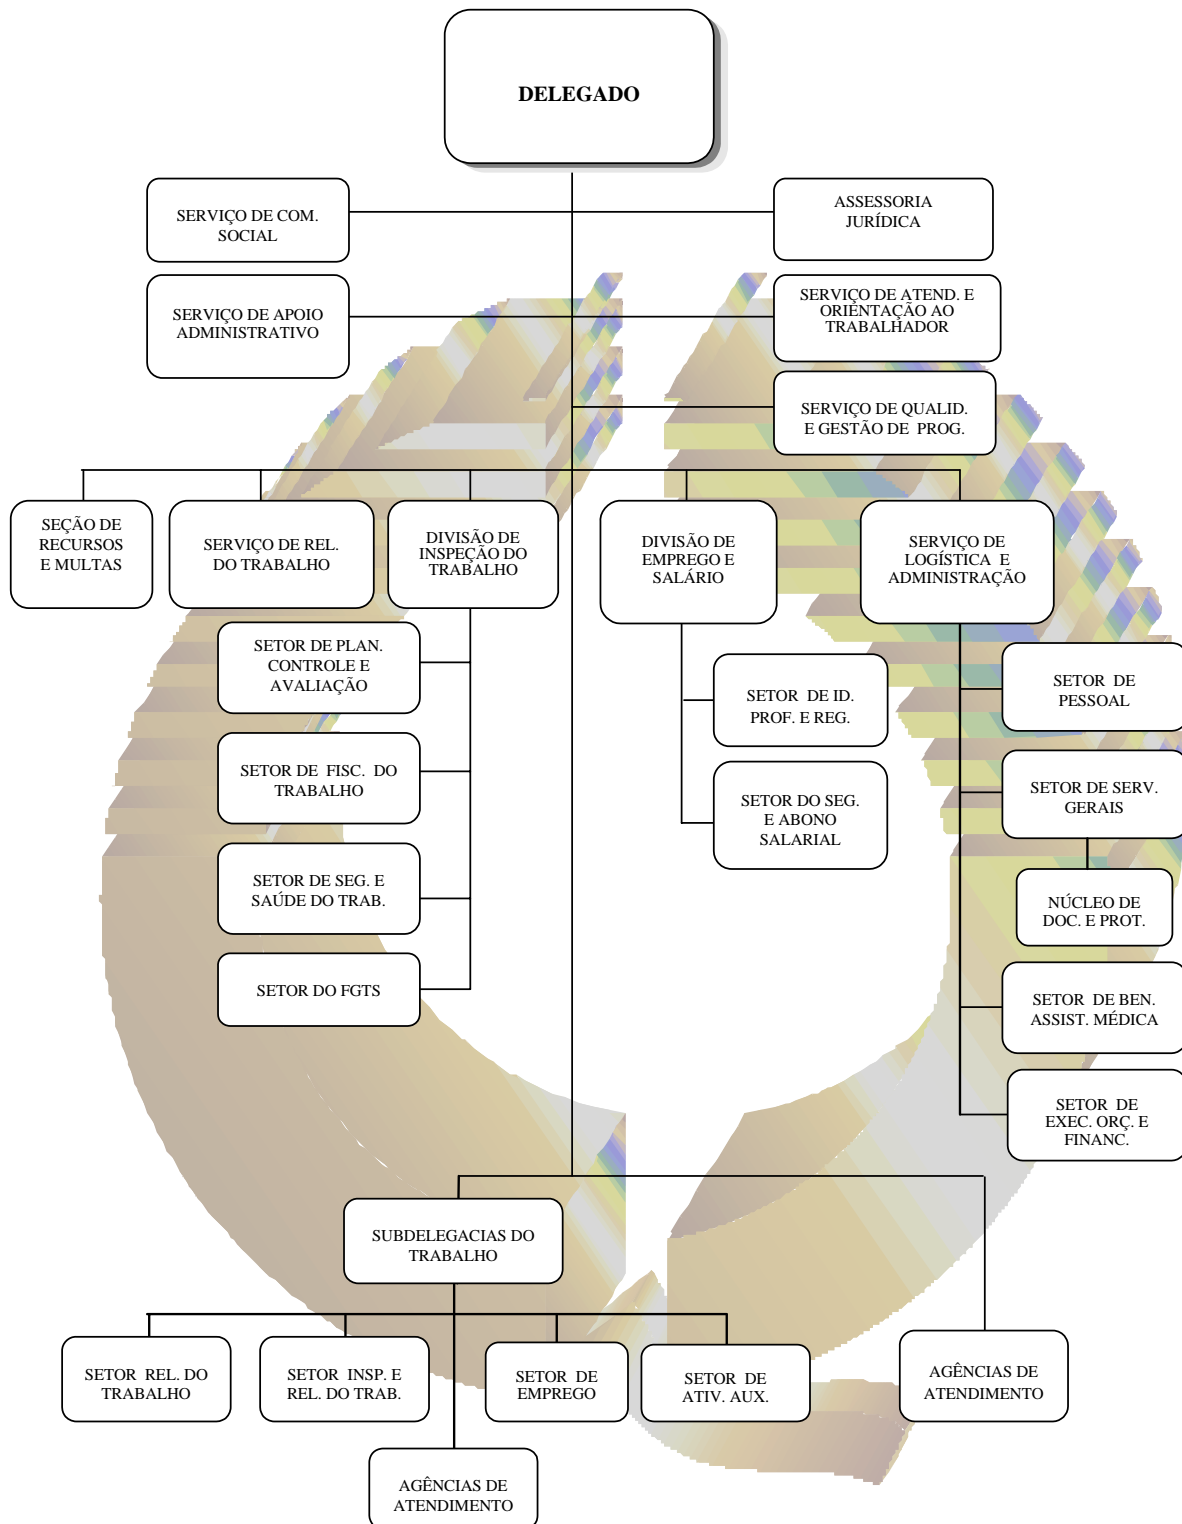 DELEGADO
SERVIÇO DE COM.
SOCIAL
ASSESSORIA
JURÍDICA
SERVIÇO DE APOIO
ADMINISTRATIVO
SERVIÇO DE ATEND. E
ORIENTAÇÃO AO
TRABALHADOR
SERVIÇO DE QUALID.
E GESTÃO DE PROG.
SEÇÃO DE
RECURSOS
E MULTAS
SERVIÇO DE REL.
DO TRABALHO
DIVISÃO DE
INSPEÇÃO DO
TRABALHO
DIVISÃO DE
EMPREGO E
SALÁRIO
SERVIÇO DE
LOGÍSTICA E
ADMINISTRAÇÃO
SETOR DE PLAN.
CONTROLE E
AVALIAÇÃO
SETOR DE ID.
PROF. E REG.
SETOR DE
PESSOAL
SETOR DE FISC. DO
TRABALHO
SETOR DO SEG.
E ABONO
SALARIAL
SETOR DE SERV.
GERAIS
SETOR DE SEG. E
SAÚDE DO TRAB.
NÚCLEO DE
DOC. E PROT.
SETOR DO FGTS
SETOR DE BEN.
ASSIST. MÉDICA
SETOR DE
EXEC. ORÇ. E
FINANC.
SUBDELEGACIAS DO
TRABALHO
SETOR REL. DO
TRABALHO
SETOR INSP. E
REL. DO TRAB.
SETOR DE
EMPREGO
SETOR DE
ATIV. AUX.
AGÊNCIAS DE
ATENDIMENTO
AGÊNCIAS DE
ATENDIMENTO